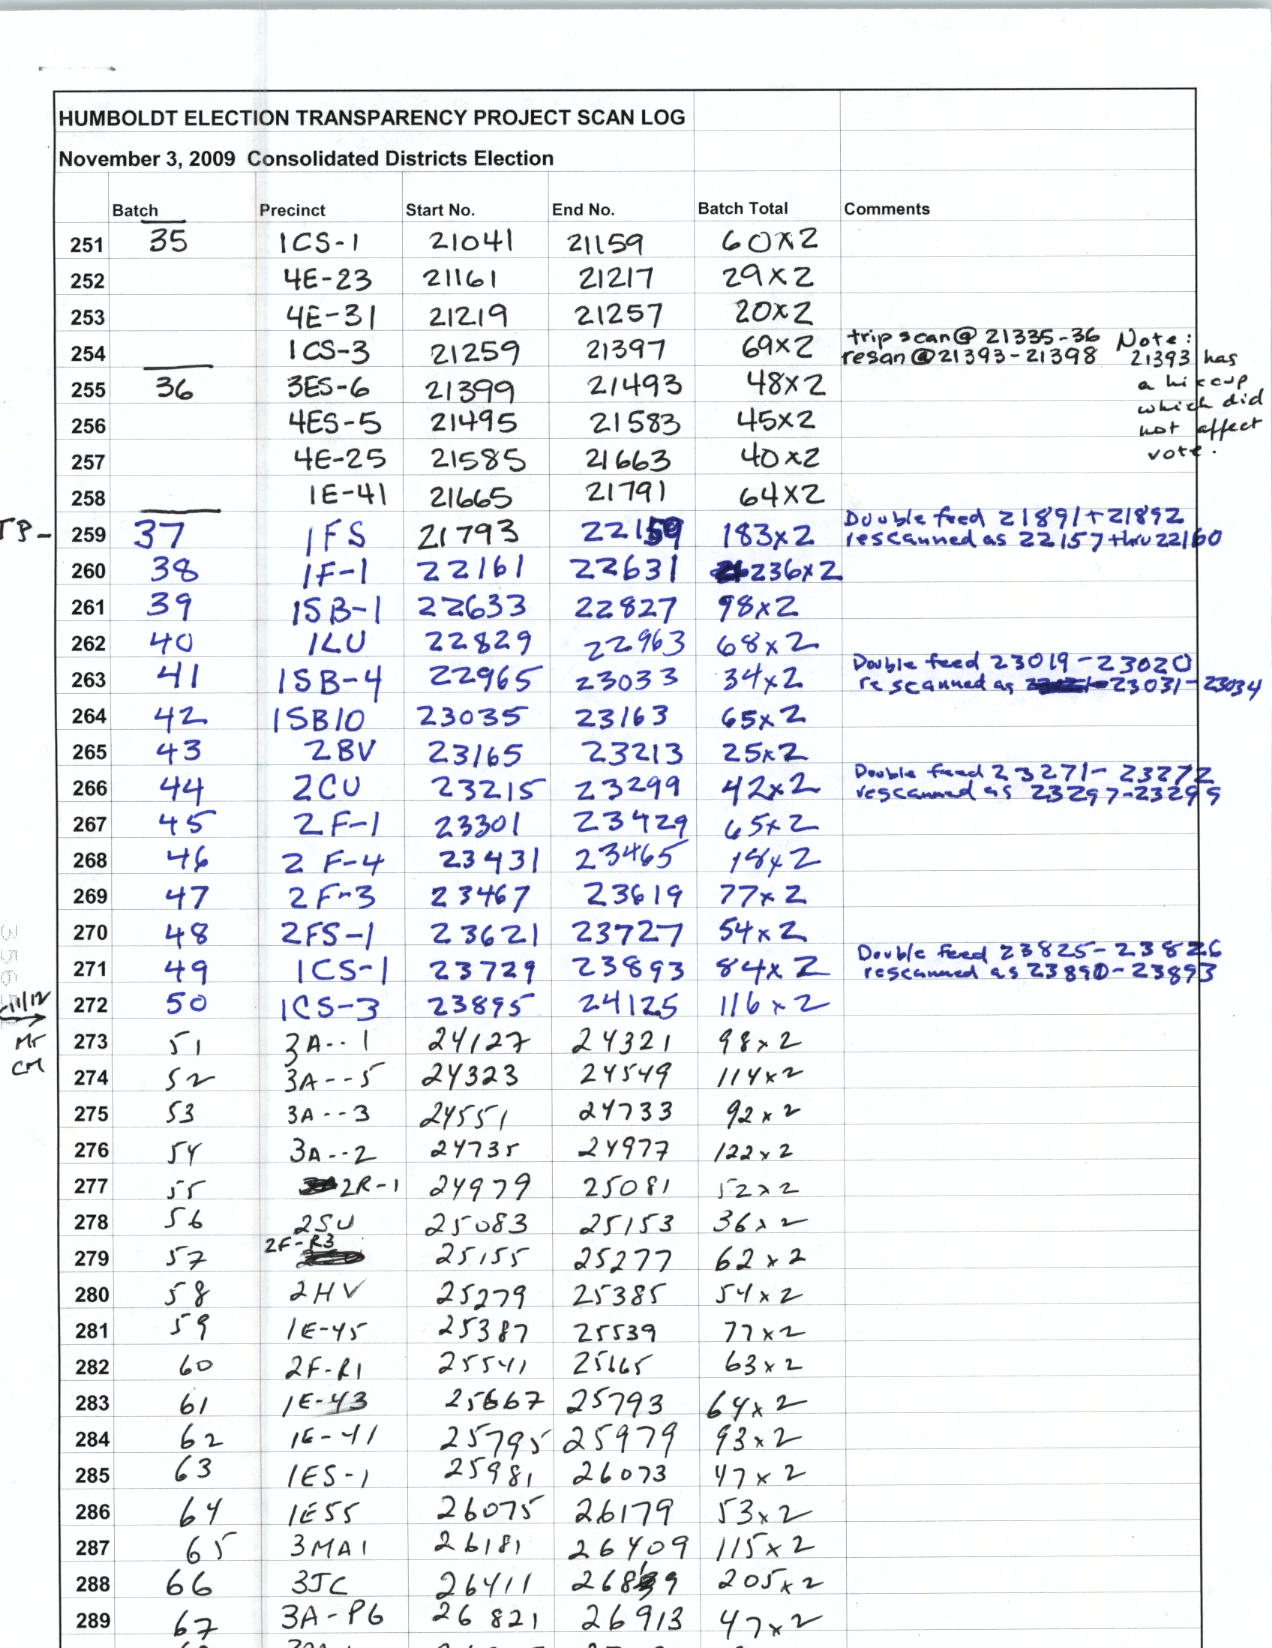 HUMBOLDT ELECTION TRANSPARENCY PROJECT SCAN LOG
November 3, 2009 Consolidated Districts Election
Batch Precinct Start No. End No. Batch Total Comments
251 35 1CS-1 21041 21159 60x2
252 4E-23 21161 21217 29x2
253 4E-31 21219 21257 20x2
254 1CS-3 21259 21397 69x2 trip scan@ 21335-36 resan@21393-21398
Note:
21393 has
a hiccup
which did
not affect
vote.
255 36 3ES-6 21399 21493 48x2
256 4ES-5 21495 21583 45x2
257 4E-25 21585 21663 40x2
258 1E-41 21665 21791 64x2
TP- 259 37 1FS 21793 22159 183x2 Double feed 21891+21892 rescanned as 22157 thru 22160
260 38 1F-1 22161 22631 236x2
261 39 1SB-1 22633 22827 98x2
262 40 1LU 22829 22963 68x2
263 41 1SB-4 22965 23033 34x2 Double feed 23019-23020 rescanned as 23031-23034
264 42 1SB10 23035 23163 65x2
265 43 2BV 23165 23213 25x2
266 44 2CU 23215 23299 42x2 Double feed 23271-23272 rescanned as 23297-23299
267 45 2F-1 23301 23429 65x2
268 46 2F-4 23431 23465 18x2
269 47 2F-3 23467 23619 77x2
270 48 2FS-1 23621 23727 54x2
271 49 1CS-1 23729 23893 84x2 Double feed 23825-23826 rescanned as 23890-23893
11/12 272 50 1CS-3 23895 24125 116x2
273 51 3A--1 24127 24321 98x2
CM 274 52 3A--5 24323 24549 114x2
275 53 3A--3 24551 24733 92x2
276 54 3A--2 24735 24977 122x2
277 55 2R-1 24979 25081 52x2
278 56 2SU 25083 25153 36x2
279 57 2F-R3 25155 25277 62x2
280 58 2HV 25279 25385 54x2
281 59 1E-45 25387 25539 77x2
282 60 2F-R1 25541 25665 63x2
283 61 1E-43 25667 25793 64x2
284 62 1E-41 25795 25979 93x2
285 63 1ES-1 25981 26073 47x2
286 64 1ES5 26075 26179 53x2
287 65 3MA1 26181 26409 115x2
288 66 3JC 26411 205x2
289 67 3A-P6 26821 26913 47x2